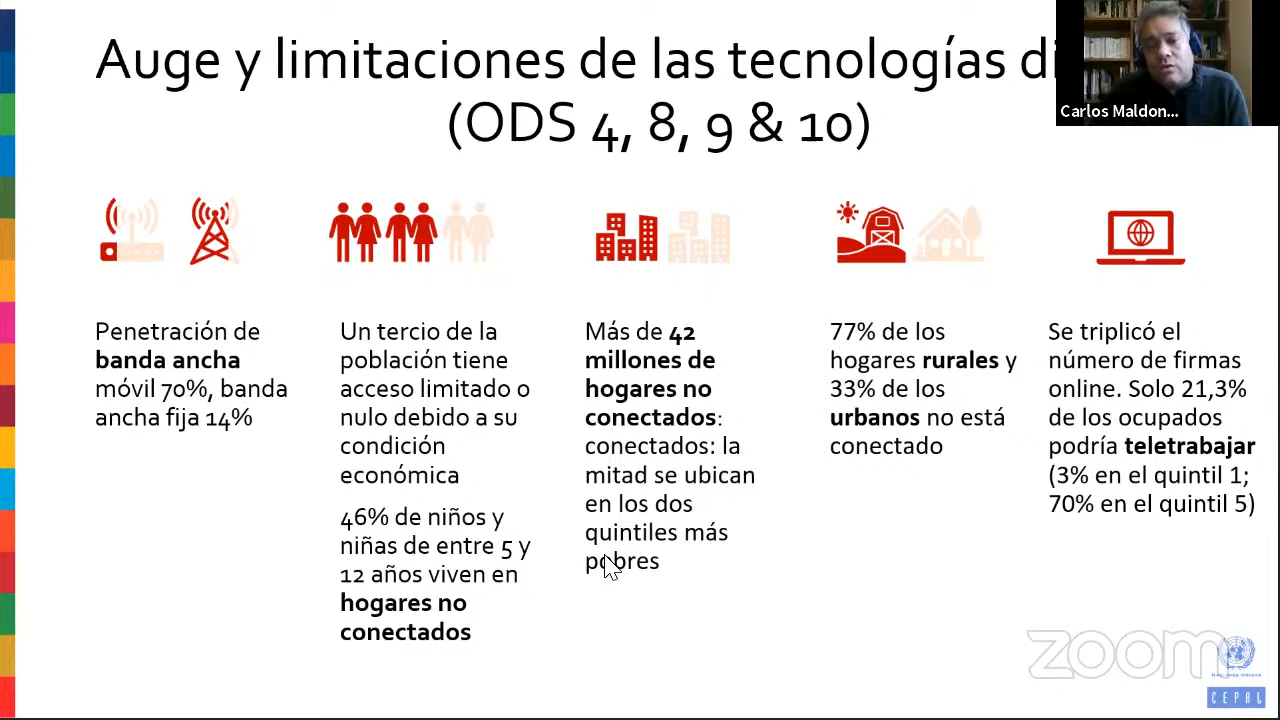 Auge y limitaciones de las tecnologías di
(ODS 4, 8, 9 & 10)
Carlos Maldon...
Penetración de
banda ancha
móvil 70%, banda
ancha fija 14%
Un tercio de la
población tiene
acceso limitado o
nulo debido a su
condición
económica
46% de niños y
niñas de entre 5 y
12 años viven en
hogares no
conectados
Más de 42
millones de
hogares no
conectados:
conectados: la
mitad se ubican
en los dos
quintiles más
pobres
77% de los
hogares rurales y
33% de los
urbanos no está
conectado
Se triplicó el
número de firmas
online. Solo 21,3%
de los ocupados
podría teletrabajar
(3% en el quintil 1;
70% en el quintil 5)
zoom
NACIONES UNIDAS
CEPAL